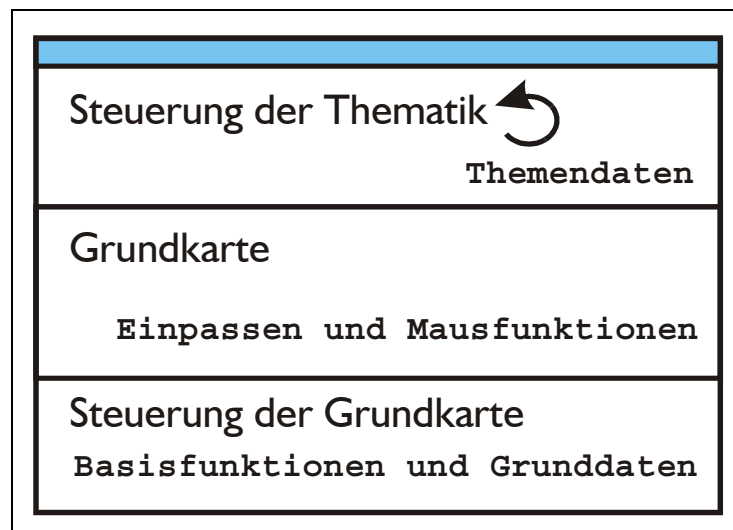 Steuerung der Thematik
Themendaten
Grundkarte
Einpassen und Mausfunktionen
Steuerung der Grundkarte
Basisfunktionen und Grunddaten